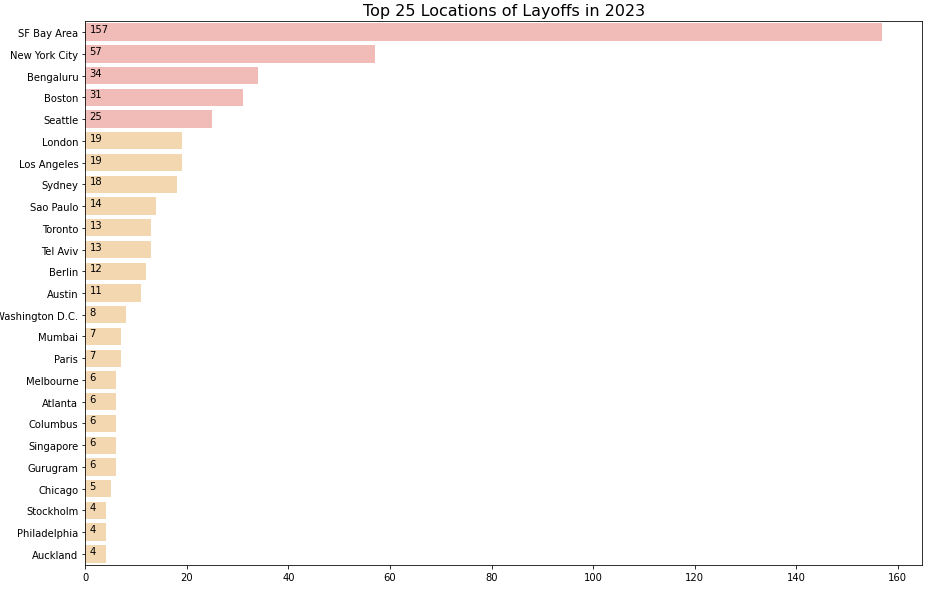 Top 25 Locations of Layoffs in 2023
SF Bay Area 157
New York City 57
Bengaluru 34
Boston 31
Seattle 25
London 19
Los Angeles 19
Sydney 18
Sao Paulo 14
Toronto 13
Tel Aviv 13
Berlin 12
Austin 11
Washington D.C. 8
Mumbai 7
Paris 7
Melbourne 6
Atlanta 6
Columbus 6
Singapore 6
Gurugram 6
Chicago 5
Stockholm 4
Philadelphia 4
Auckland 4
0 20 40 60 80 100 120 140 160